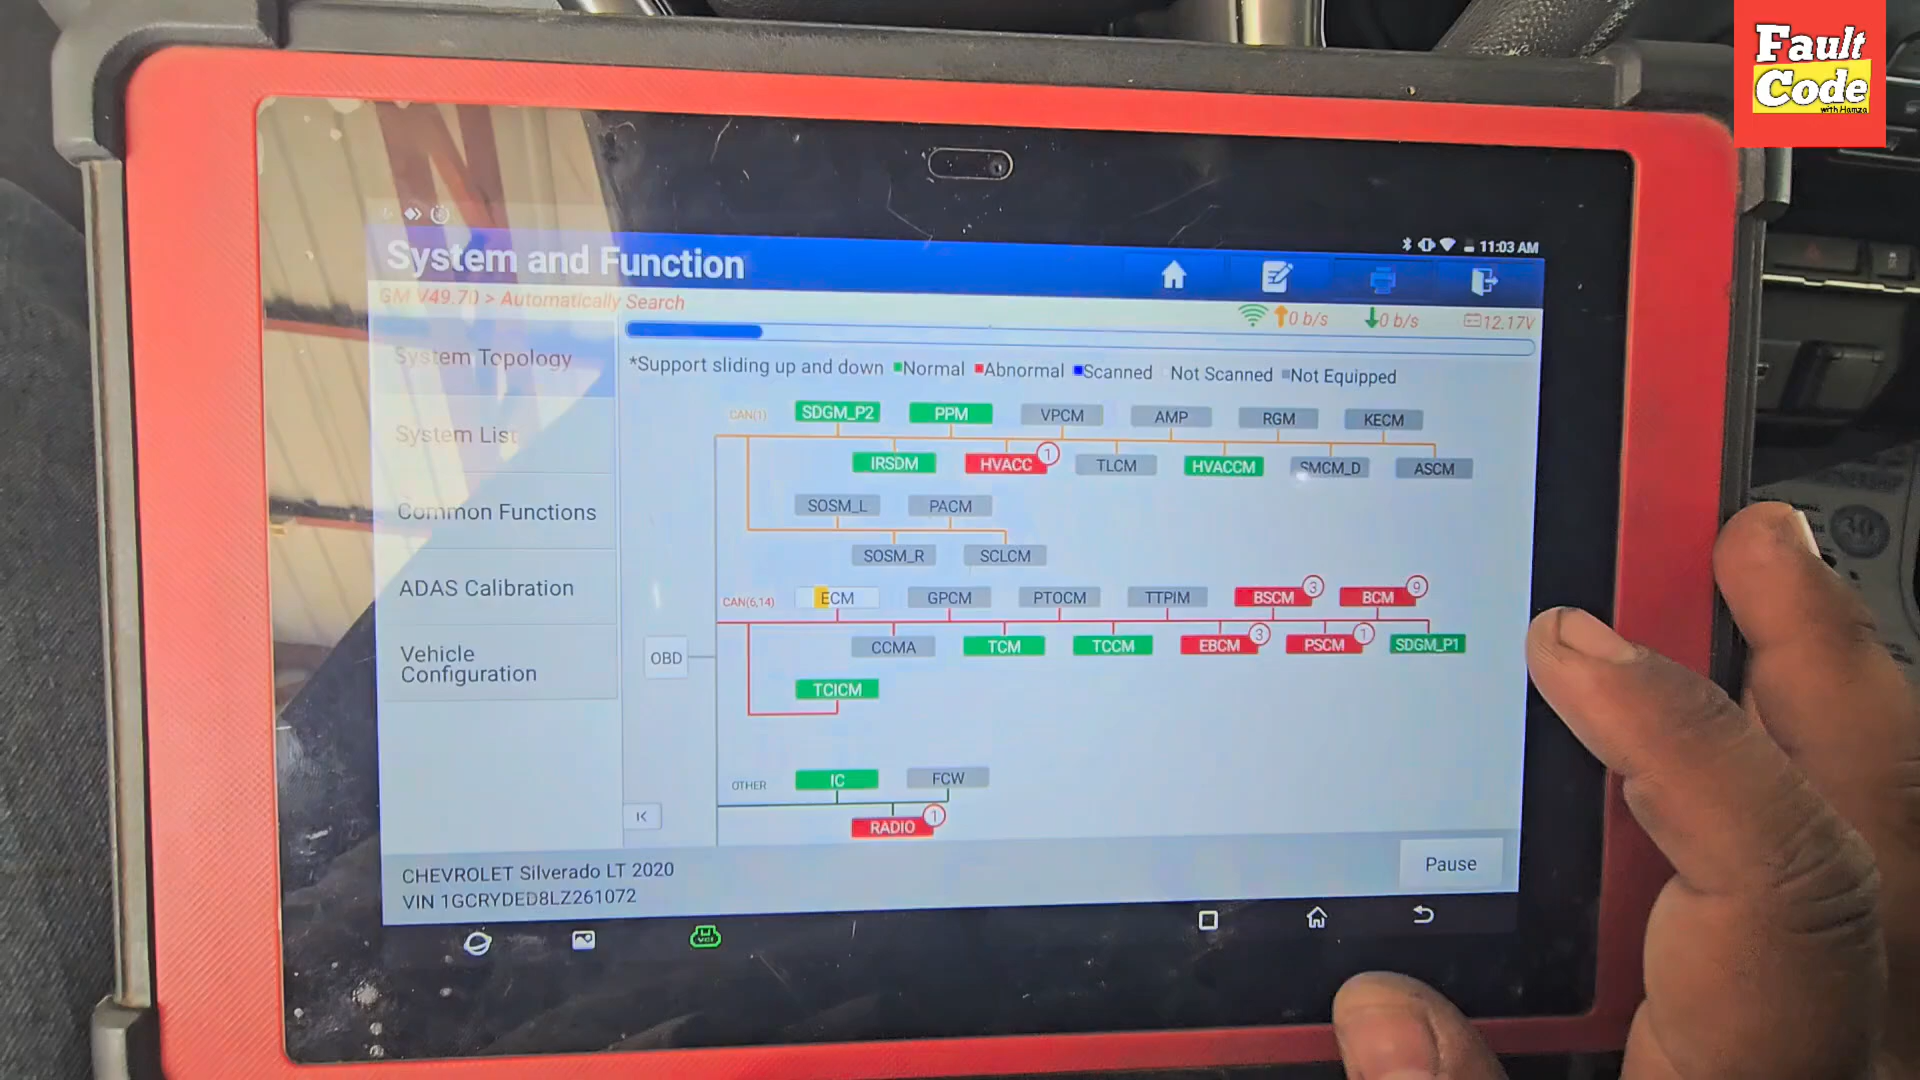 Fault
Code
with Hamza
11:03 AM
System and Function
GM V49.70 > Automatically Search
0 b/s
0 b/s
12.17V
System Topology
System List
Common Functions
ADAS Calibration
Vehicle
Configuration
*Support sliding up and down Normal Abnormal Scanned Not Scanned Not Equipped
CAN(1)
SDGM_P2 PPM VPCM AMP RGM KECM
IRSDM HVACC 1 TLCM HVACCM SMCM_D ASCM
SOSM_L PACM
SOSM_R SCLCM
CAN(6,14)
ECM GPCM PTOCM TTPIM BSCM 3 BCM 9
CCMA TCM TCCM EBCM 3 PSCM 1 SDGM_P1
OBD
TCICM
OTHER
IC FCW
RADIO 1
K
Pause
CHEVROLET Silverado LT 2020
VIN 1GCRYDED8LZ261072
VCI
30